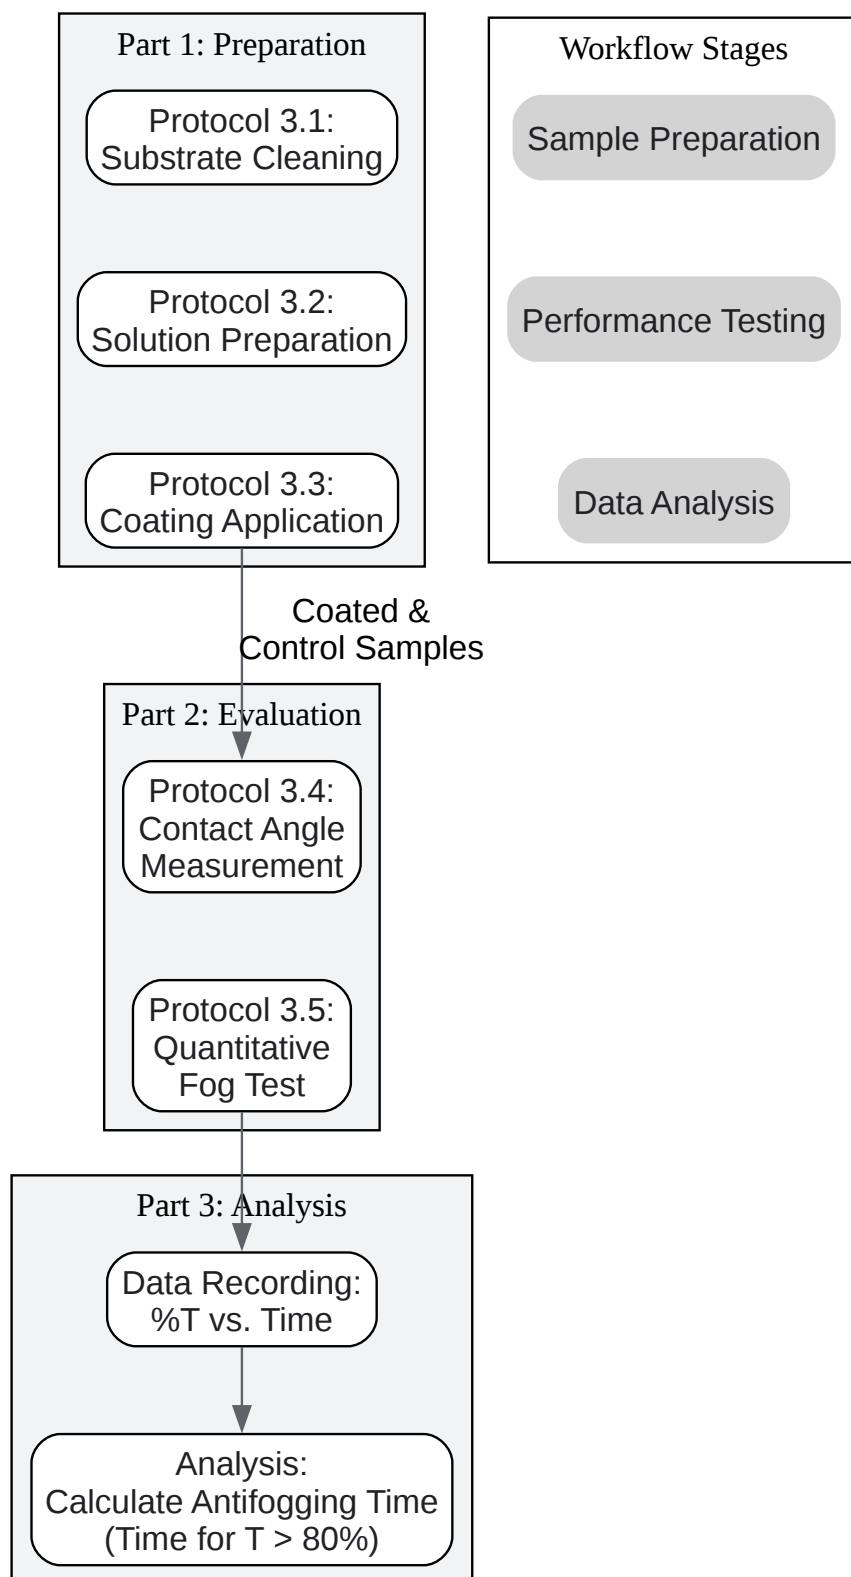 Part 1: Preparation
Protocol 3.1:
Substrate Cleaning
Protocol 3.2:
Solution Preparation
Protocol 3.3:
Coating Application
Workflow Stages
Sample Preparation
Performance Testing
Data Analysis
Coated &
Control Samples
Part 2: Evaluation
Protocol 3.4:
Contact Angle
Measurement
Protocol 3.5:
Quantitative
Fog Test
Part 3: Analysis
Data Recording:
%T vs. Time
Analysis:
Calculate Antifogging Time
(Time for T > 80%)